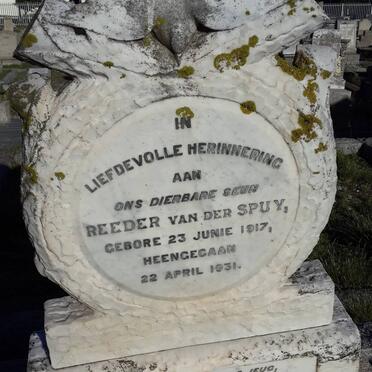 IN
LIEFDEVOLLE HERINNERING
AAN
ONS DIERBARE SEUN
REEDER VAN DER SPUY,
GEBORE 23 JUNIE 1917,
HEENGEGAAN
22 APRIL 1931.